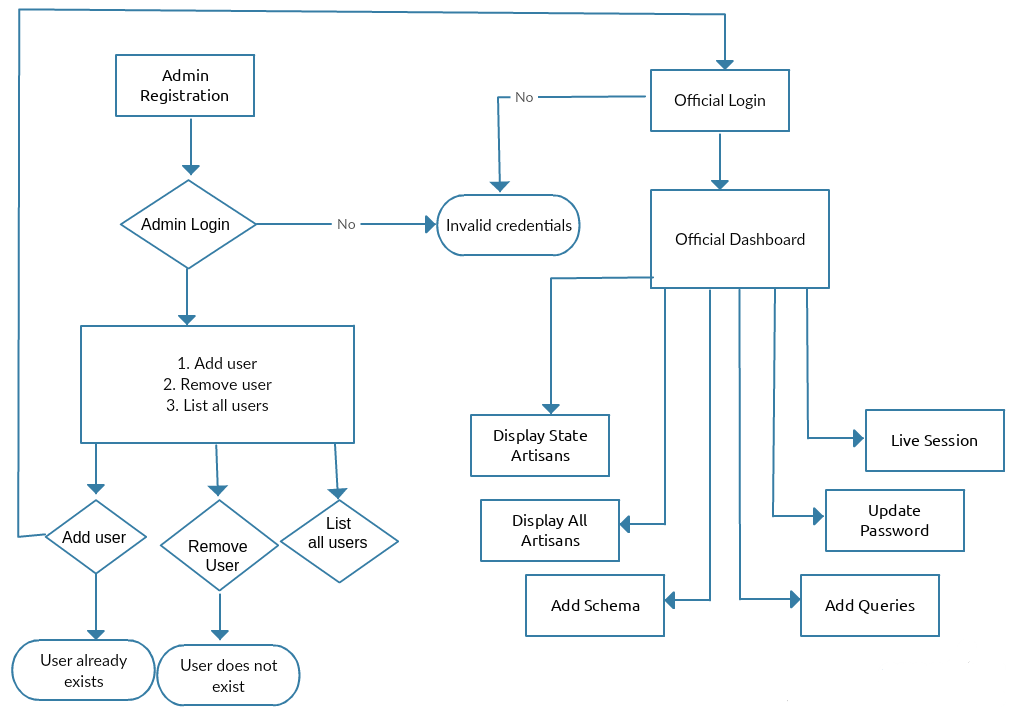 Admin
Registration
No
Official Login
Admin Login
No
Invalid credentials
Official Dashboard
1. Add user
2. Remove user
3. List all users
Display State
Artisans
Live Session
Display All
Artisans
Update
Password
Add Schema
Add Queries
Add user
Remove
User
List
all users
User already
exists
User does not
exist